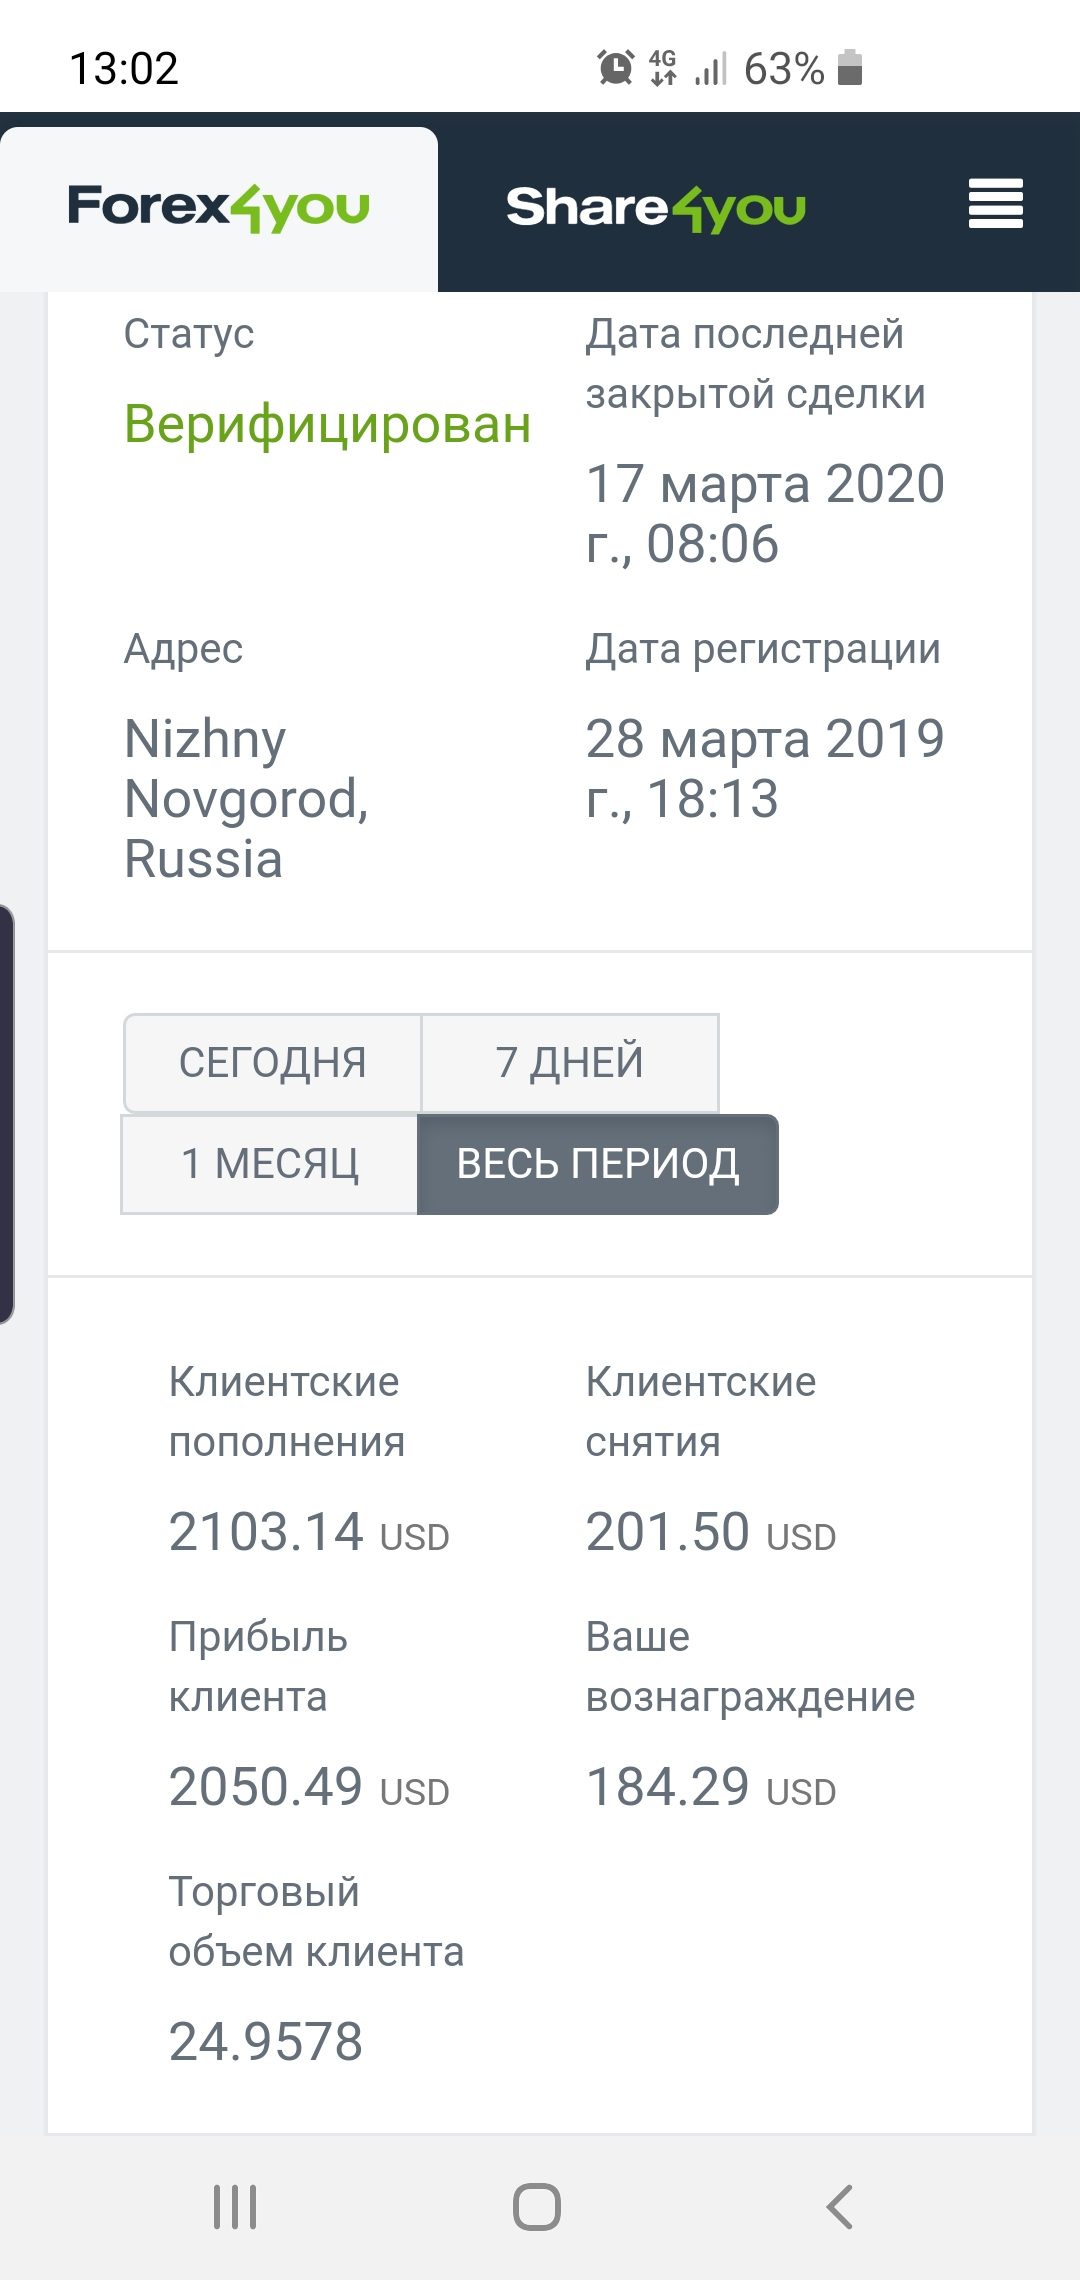 13:02
4G 63%
Forex4you
Share4you
Статус
Верифицирован
Дата последней
закрытой сделки
17 марта 2020
г., 08:06
Адрес
Nizhny
Novgorod,
Russia
Дата регистрации
28 марта 2019
г., 18:13
СЕГОДНЯ
7 ДНЕЙ
1 МЕСЯЦ
ВЕСЬ ПЕРИОД
Клиентские
пополнения
2103.14 USD
Клиентские
снятия
201.50 USD
Прибыль
клиента
2050.49 USD
Ваше
вознаграждение
184.29 USD
Торговый
объем клиента
24.9578